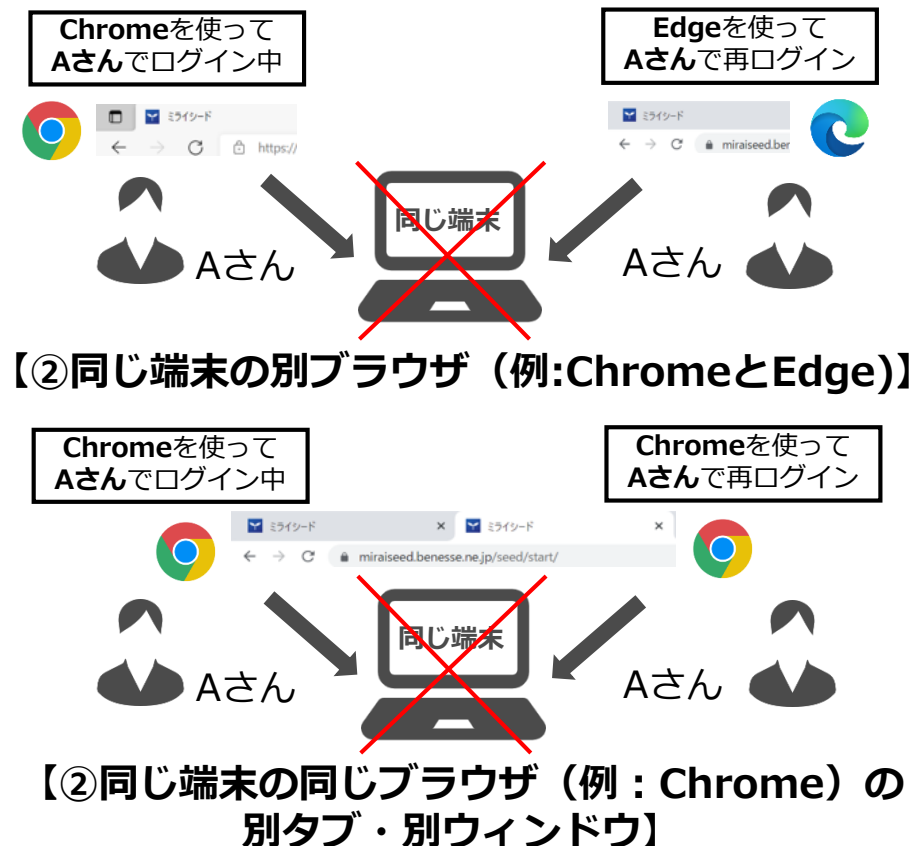 Chromeを使って
Aさんでログイン中
Edgeを使って
Aさんで再ログイン
ミライシード
https://
ミライシード
miraiseed.ber
同じ端末
Aさん
Aさん
【②同じ端末の別ブラウザ（例:ChromeとEdge)】
Chromeを使って
Aさんでログイン中
Chromeを使って
Aさんで再ログイン
ミライシード
ミライシード
miraiseed.benesse.ne.jp/seed/start/
同じ端末
Aさん
Aさん
【②同じ端末の同じブラウザ（例：Chrome）の
別タブ・別ウィンドウ】